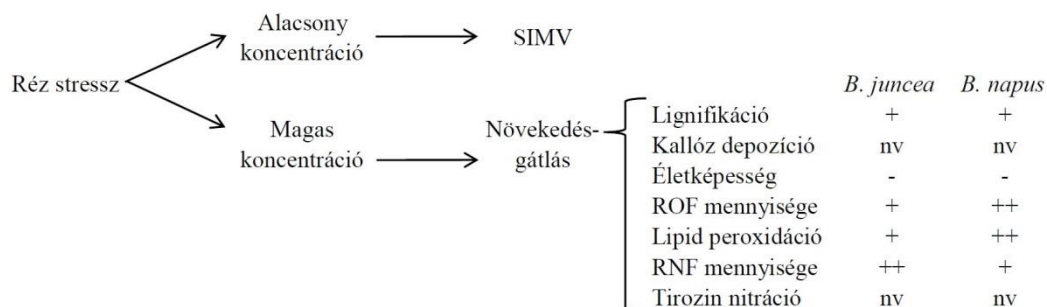 Alacsony
koncentráció
SIMV
Réz stressz
Magas
koncentráció
Növekedés-
gátlás
B. juncea B. napus
Lignifikáció + +
Kallóz depozíció nv nv
Életképesség - -
ROF mennyisége + ++
Lipid peroxidáció + ++
RNF mennyisége ++ +
Tirozin nitráció nv nv